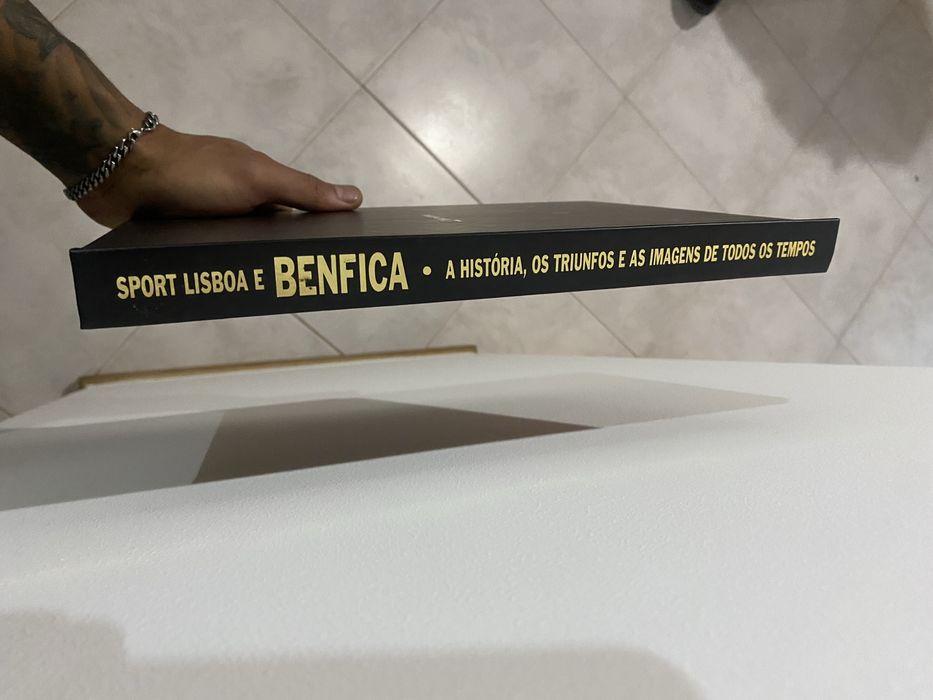 SPORT LISBOA E BENFICA • A HISTÓRIA, OS TRIUNFOS E AS IMAGENS DE TODOS OS TEMPOS